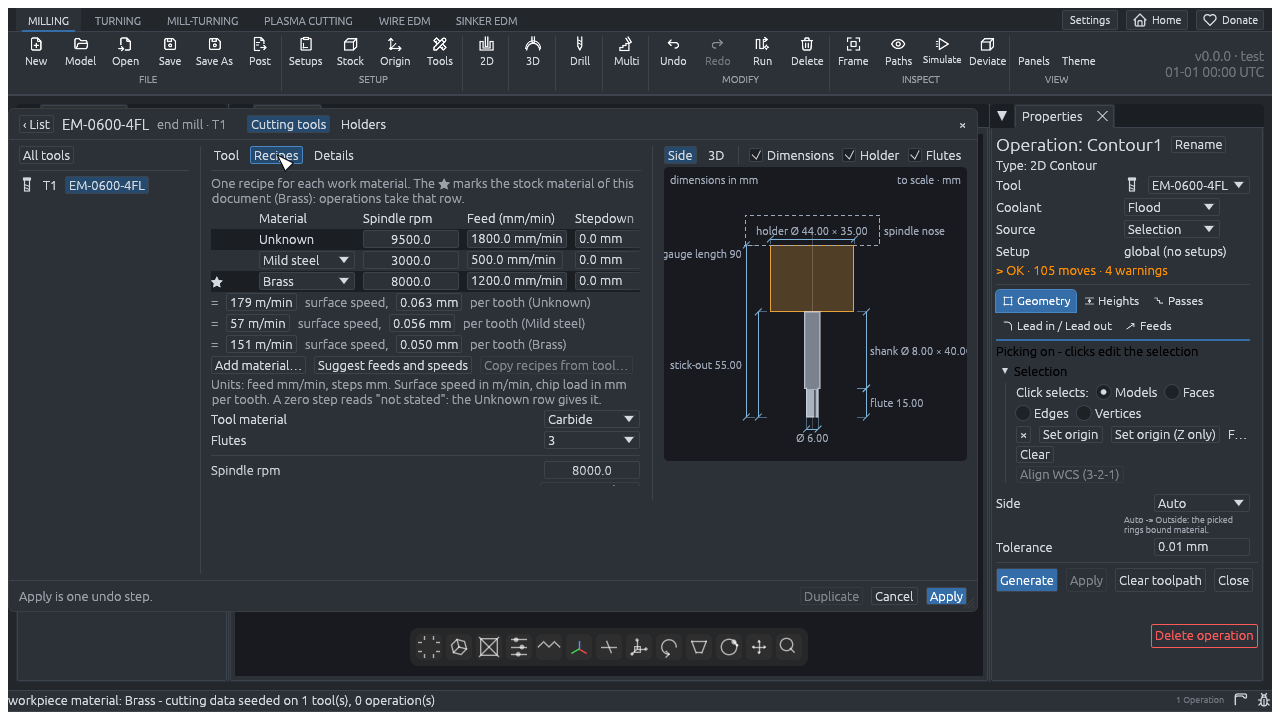 MILLING TURNING MILL-TURNING PLASMA CUTTING WIRE EDM SINKER EDM Settings Home Donate
New Model Open Save Save As Post Setups Stock Origin Tools 2D 3D Drill Multi Undo Redo Run Delete Frame Paths Simulate Deviate Panels Theme
FILE SETUP MODIFY INSPECT VIEW
v0.0.0 · test
01-01 00:00 UTC
‹ List EM-0600-4FL end mill · T1 Cutting tools Holders ×
All tools
T1 EM-0600-4FL
Tool Recipes Details
One recipe for each work material. The ★ marks the stock material of this
document (Brass): operations take that row.
Material Spindle rpm Feed (mm/min) Stepdown
Unknown 9500.0 1800.0 mm/min 0.0 mm
Mild steel 3000.0 500.0 mm/min 0.0 mm
★ Brass 8000.0 1200.0 mm/min 0.0 mm
= 179 m/min surface speed, 0.063 mm per tooth (Unknown)
= 57 m/min surface speed, 0.056 mm per tooth (Mild steel)
= 151 m/min surface speed, 0.050 mm per tooth (Brass)
Add material... Suggest feeds and speeds Copy recipes from tool...
Units: feed mm/min, steps mm. Surface speed in m/min, chip load in mm
per tooth. A zero step reads "not stated": the Unknown row gives it.
Tool material Carbide
Flutes 3
Spindle rpm 8000.0
Side 3D Dimensions Holder Flutes
dimensions in mm to scale · mm
holder Ø 44.00 × 35.00 spindle nose
gauge length 90
shank Ø 8.00 × 40.0
stick-out 55.00
flute 15.00
Ø 6.00
Apply is one undo step. Duplicate Cancel Apply
Properties
Operation: Contour1 Rename
Type: 2D Contour
Tool EM-0600-4FL
Coolant Flood
Source Selection
Setup global (no setups)
> OK · 105 moves · 4 warnings
Geometry Heights Passes
Lead in / Lead out Feeds
Picking on - clicks edit the selection
Selection
Click selects: Models Faces
Edges Vertices
× Set origin Set origin (Z only) F...
Clear
Align WCS (3-2-1)
Side Auto
Auto -> Outside: the picked
rings bound material.
Tolerance 0.01 mm
Generate Apply Clear toolpath Close
Delete operation
workpiece material: Brass - cutting data seeded on 1 tool(s), 0 operation(s) 1 Operation